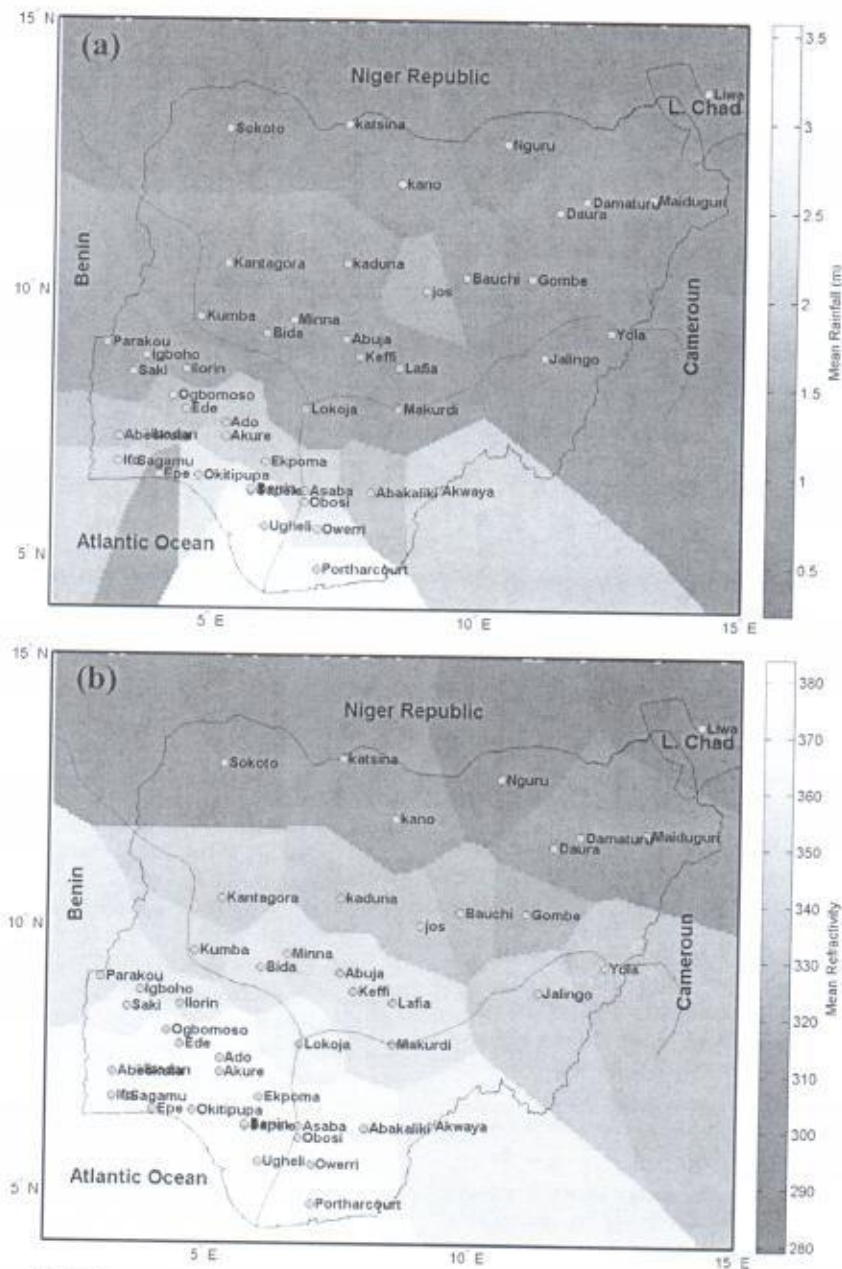 15° N
(a)
Niger Republic
3.5
Liwa
L. Chad
Sokoto
katsina
3
Nguru
kano
Damaturu
Maiduguri
Daura
2.5
Benin
Kantagora
kaduna
Bauchi
Gombe
10° N
jos
2
Mean Rainfall (m
Kumba
Minna
Bida
Abuja
Yola
Cameroun
Parakou
Igboho
Keffi
Jalingo
Saki
Ilorin
Lafia
1.5
Ogbomoso
Ede
Lokoja
Makurdi
Ado
Akure
Sagamu
Ekpoma
Epe
Okitipupa
1
Asaba
Abakaliki
Akwaya
Obosi
Atlantic Ocean
Ugheli
Owerri
5° N
Portharcourt
0.5
5° E
10° E
15° E
15° N
(b)
380
Niger Republic
Liwa
L. Chad
370
Sokoto
katsina
Nguru
360
kano
Damaturu
Maiduguri
Daura
350
Benin
Kantagora
kaduna
Bauchi
Gombe
340
10° N
jos
Kumba
Minna
Bida
Abuja
Yola
Cameroun
330
Mean Refractivity
Parakou
Igboho
Keffi
Jalingo
Saki
Ilorin
Lafia
320
Ogbomoso
Ede
Lokoja
Makurdi
Ado
310
Akure
Sagamu
Ekpoma
Epe
Okitipupa
Asaba
Abakaliki
Akwaya
300
Obosi
Atlantic Ocean
Ugheli
Owerri
5° N
Portharcourt
290
280
5° E
10° E
15° E